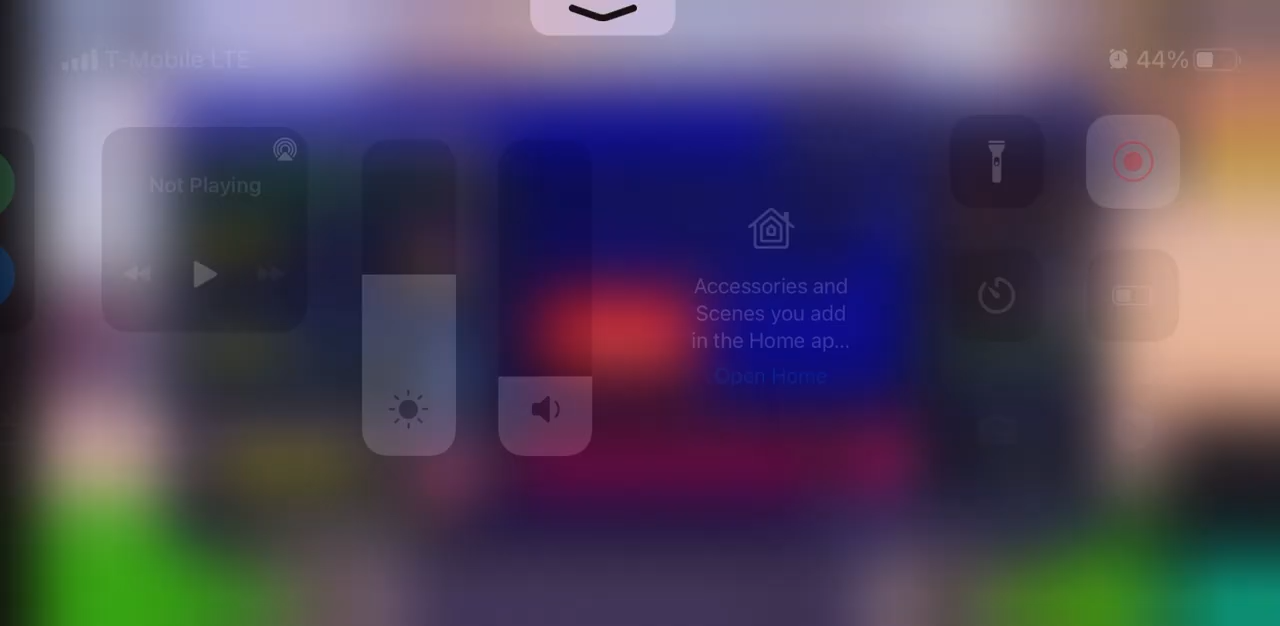 T-Mobile LTE
44%
Not Playing
Accessories and
Scenes you add
in the Home ap...
Open Home